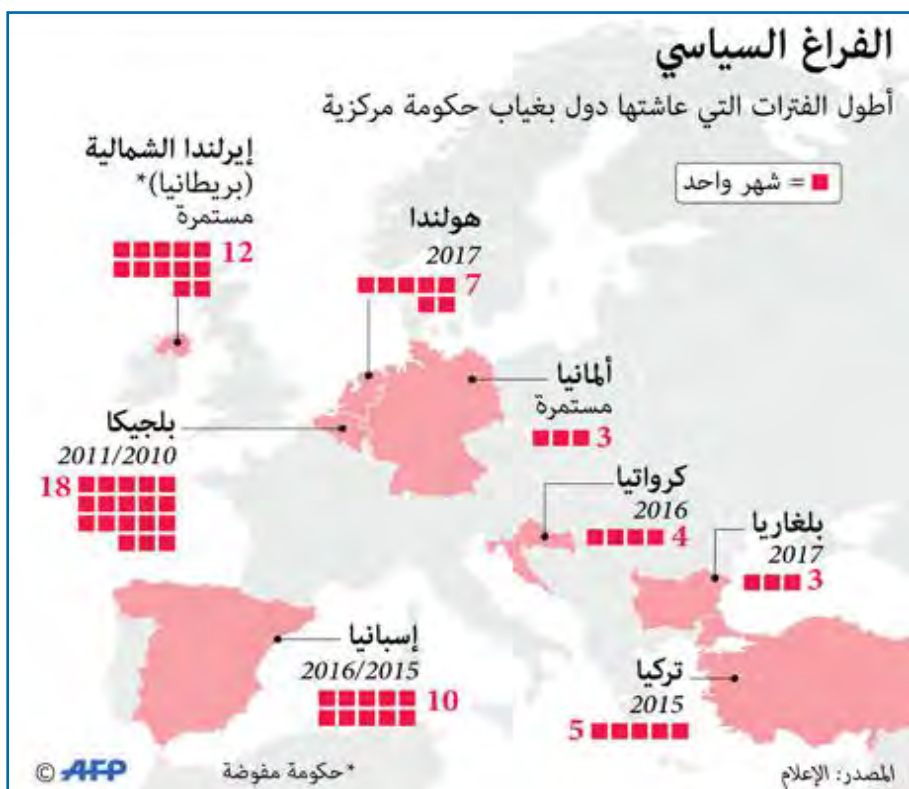 الفراغ السياسي
أطول الفترات التي عاشتها دول بغياب حكومة مركزية
■ = شهر واحد
إيرلندا الشمالية
(بريطانيا)*
مستمرة
12
هولندا
2017
7
ألمانيا
مستمرة
3
بلجيكا
2011/2010
18
كرواتيا
2016
4
بلغاريا
2017
3
إسبانيا
2016/2015
10
تركيا
2015
5
المصدر: الإعلام
*حكومة مفوضة
© AFP